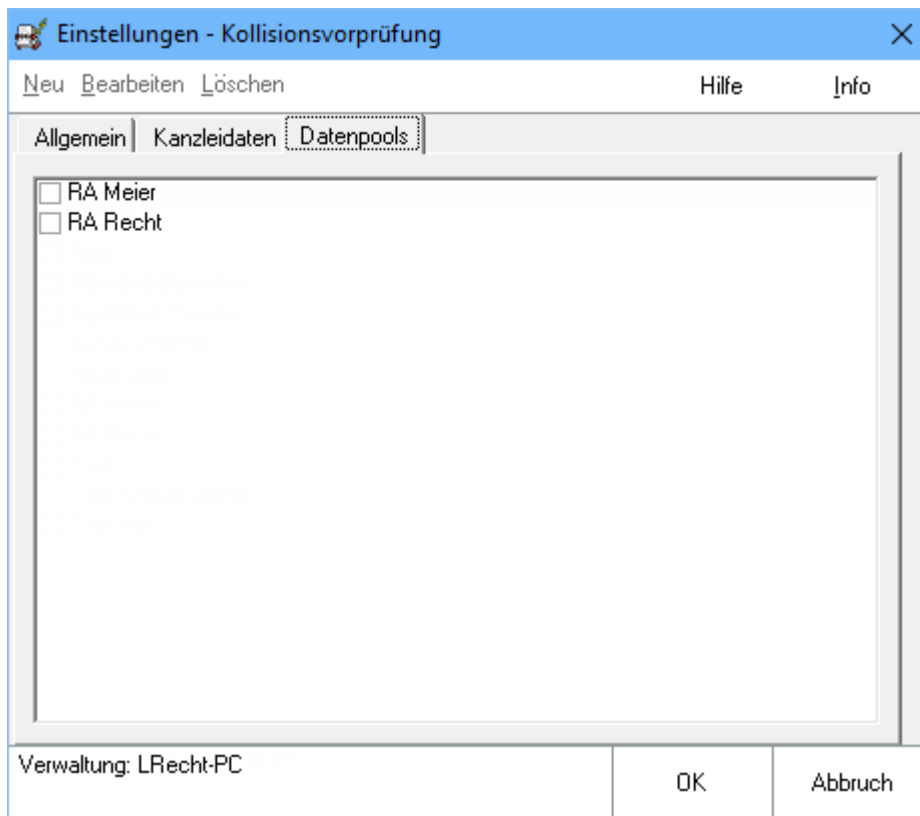 Einstellungen - Kollisionsvorprüfung
Neu Bearbeiten Löschen Hilfe Info
Allgemein Kanzleidaten Datenpools
RA Meier
RA Recht
Verwaltung: LRecht-PC
OK Abbruch